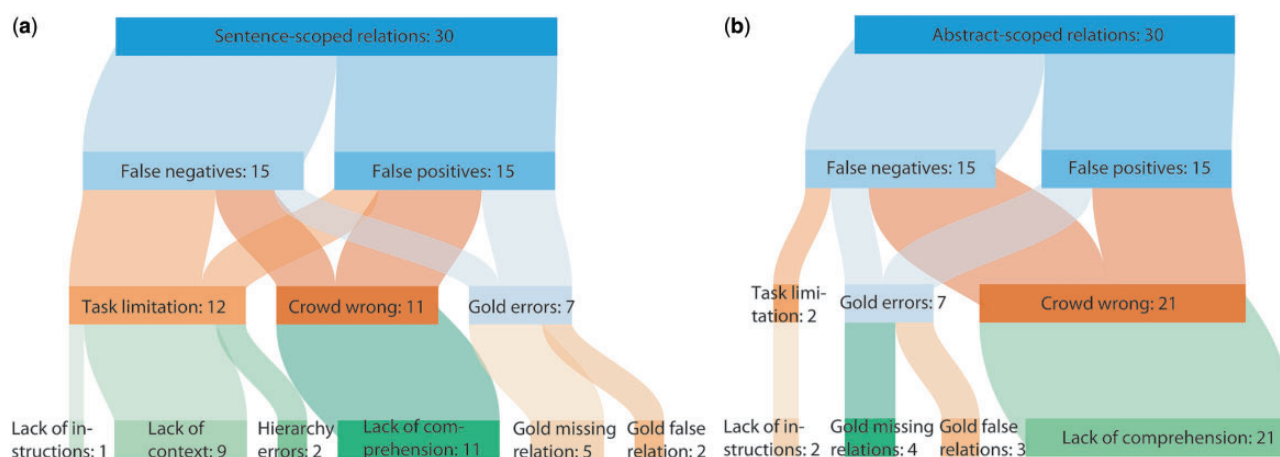 (a)
Sentence-scoped relations: 30
False negatives: 15
False positives: 15
Task limitation: 12
Crowd wrong: 11
Gold errors: 7
Lack of in-
structions: 1
Lack of
context: 9
Hierarchy
errors: 2
Lack of com-
prehension: 11
Gold missing
relation: 5
Gold false
relation: 2
(b)
Abstract-scoped relations: 30
False negatives: 15
False positives: 15
Task limi-
tation: 2
Gold errors: 7
Crowd wrong: 21
Lack of in-
structions: 2
Gold missing
relations: 4
Gold false
relations: 3
Lack of comprehension: 21